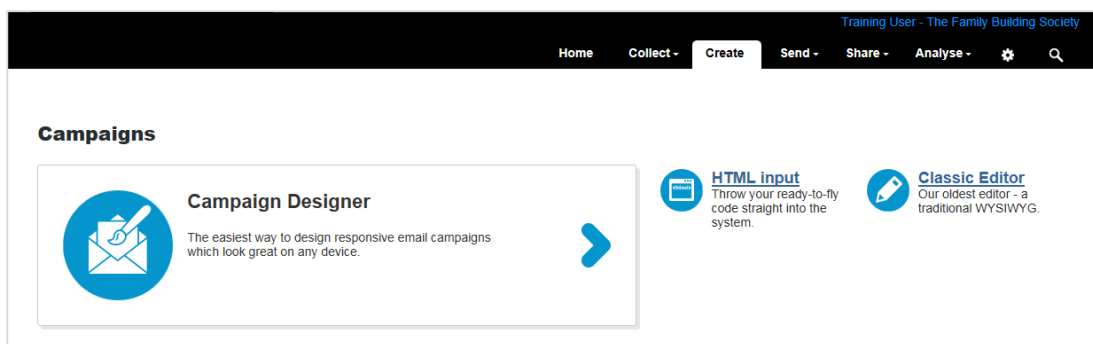 Training User - The Family Building Society
Home Collect Create Send Share Analyse
Campaigns
Campaign Designer
The easiest way to design responsive email campaigns
which look great on any device.
HTML input
Throw your ready-to-fly
code straight into the
system.
Classic Editor
Our oldest editor - a
traditional WYSIWYG.